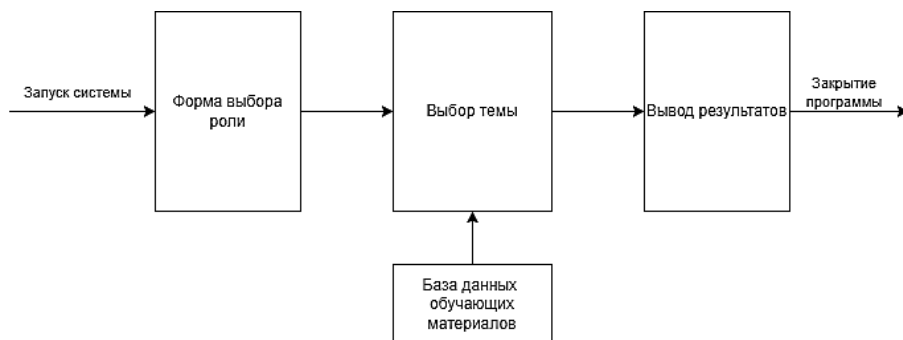 Запуск системы
Форма выбора
роли
Выбор темы
Вывод результатов
Закрытие
программы
База данных
обучающих
материалов